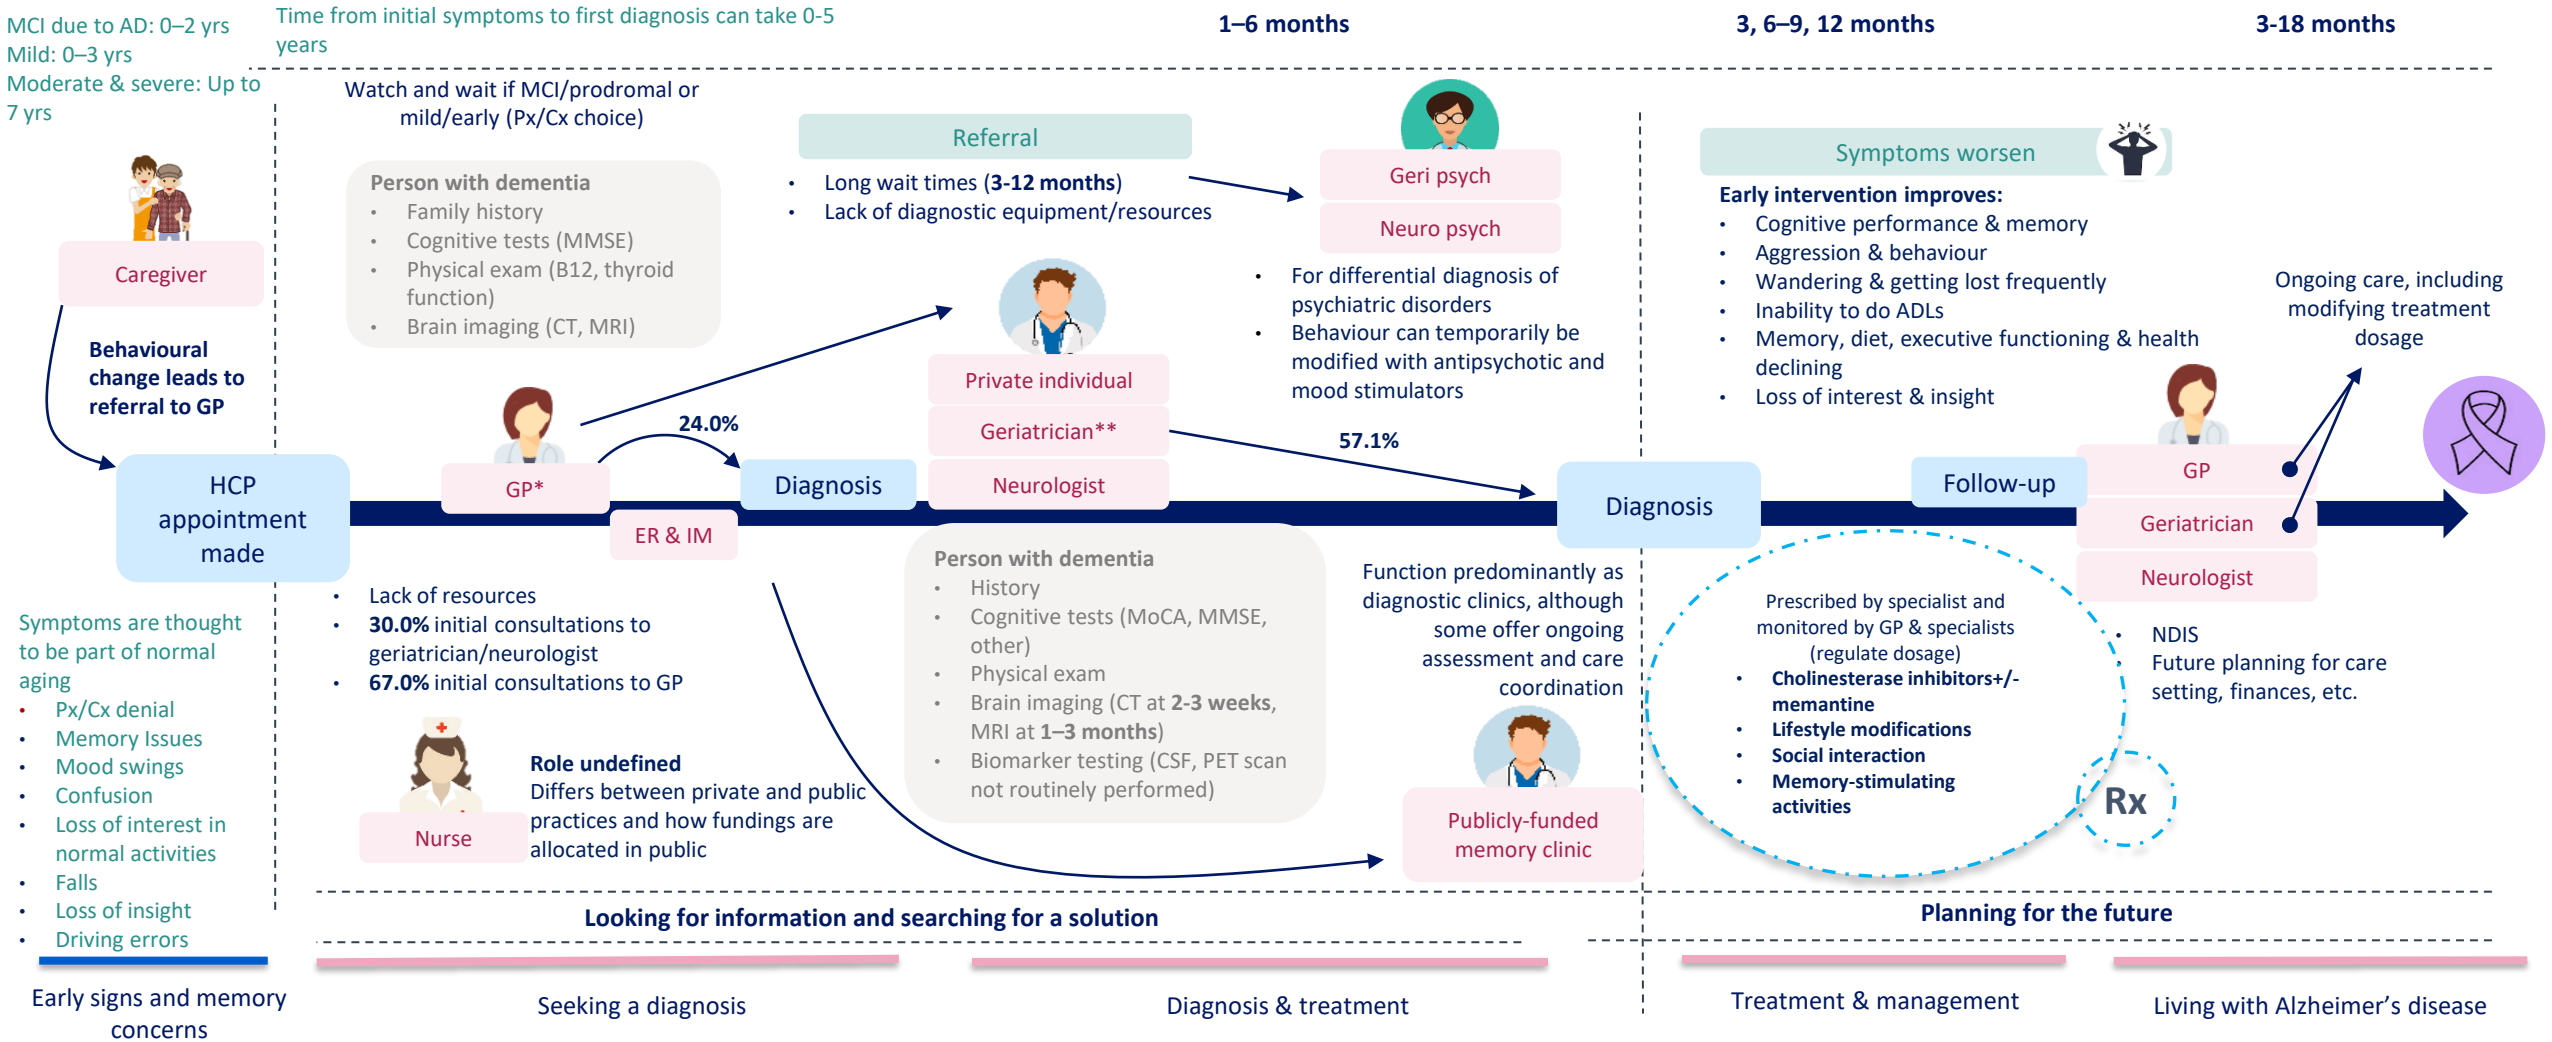 MCI due to AD: 0–2 yrs
Mild: 0–3 yrs
Moderate & severe: Up to
7 yrs
Time from initial symptoms to first diagnosis can take 0-5
years
1–6 months
3, 6–9, 12 months
3-18 months
Caregiver
Behavioural
change leads to
referral to GP
HCP
appointment
made
Symptoms are thought
to be part of normal
aging
• Px/Cx denial
• Memory Issues
• Mood swings
• Confusion
• Loss of interest in
normal activities
• Falls
• Loss of insight
• Driving errors
Watch and wait if MCI/prodromal or
mild/early (Px/Cx choice)
Person with dementia
• Family history
• Cognitive tests (MMSE)
• Physical exam (B12, thyroid
function)
• Brain imaging (CT, MRI)
GP*
ER & IM
24.0%
Diagnosis
• Lack of resources
• 30.0% initial consultations to
geriatrician/neurologist
• 67.0% initial consultations to GP
Nurse
Role undefined
Differs between private and public
practices and how fundings are
allocated in public
Referral
• Long wait times (3-12 months)
• Lack of diagnostic equipment/resources
Private individual
Geriatrician**
Neurologist
Person with dementia
• History
• Cognitive tests (MoCA, MMSE,
other)
• Physical exam
• Brain imaging (CT at 2-3 weeks,
MRI at 1–3 months)
• Biomarker testing (CSF, PET scan
not routinely performed)
Geri psych
Neuro psych
• For differential diagnosis of
psychiatric disorders
• Behaviour can temporarily be
modified with antipsychotic and
mood stimulators
57.1%
Diagnosis
Function predominantly as
diagnostic clinics, although
some offer ongoing
assessment and care
coordination
Publicly-funded
memory clinic
Symptoms worsen
Early intervention improves:
• Cognitive performance & memory
• Aggression & behaviour
• Wandering & getting lost frequently
• Inability to do ADLs
• Memory, diet, executive functioning & health
declining
• Loss of interest & insight
Ongoing care, including
modifying treatment
dosage
Follow-up
GP
Geriatrician
Neurologist
Prescribed by specialist and
monitored by GP & specialists
(regulate dosage)
• Cholinesterase inhibitors+/-
memantine
• Lifestyle modifications
• Social interaction
• Memory-stimulating
activities
Rx
• NDIS
• Future planning for care
setting, finances, etc.
Looking for information and searching for a solution
Planning for the future
Early signs and memory
concerns
Seeking a diagnosis
Diagnosis & treatment
Treatment & management
Living with Alzheimer's disease